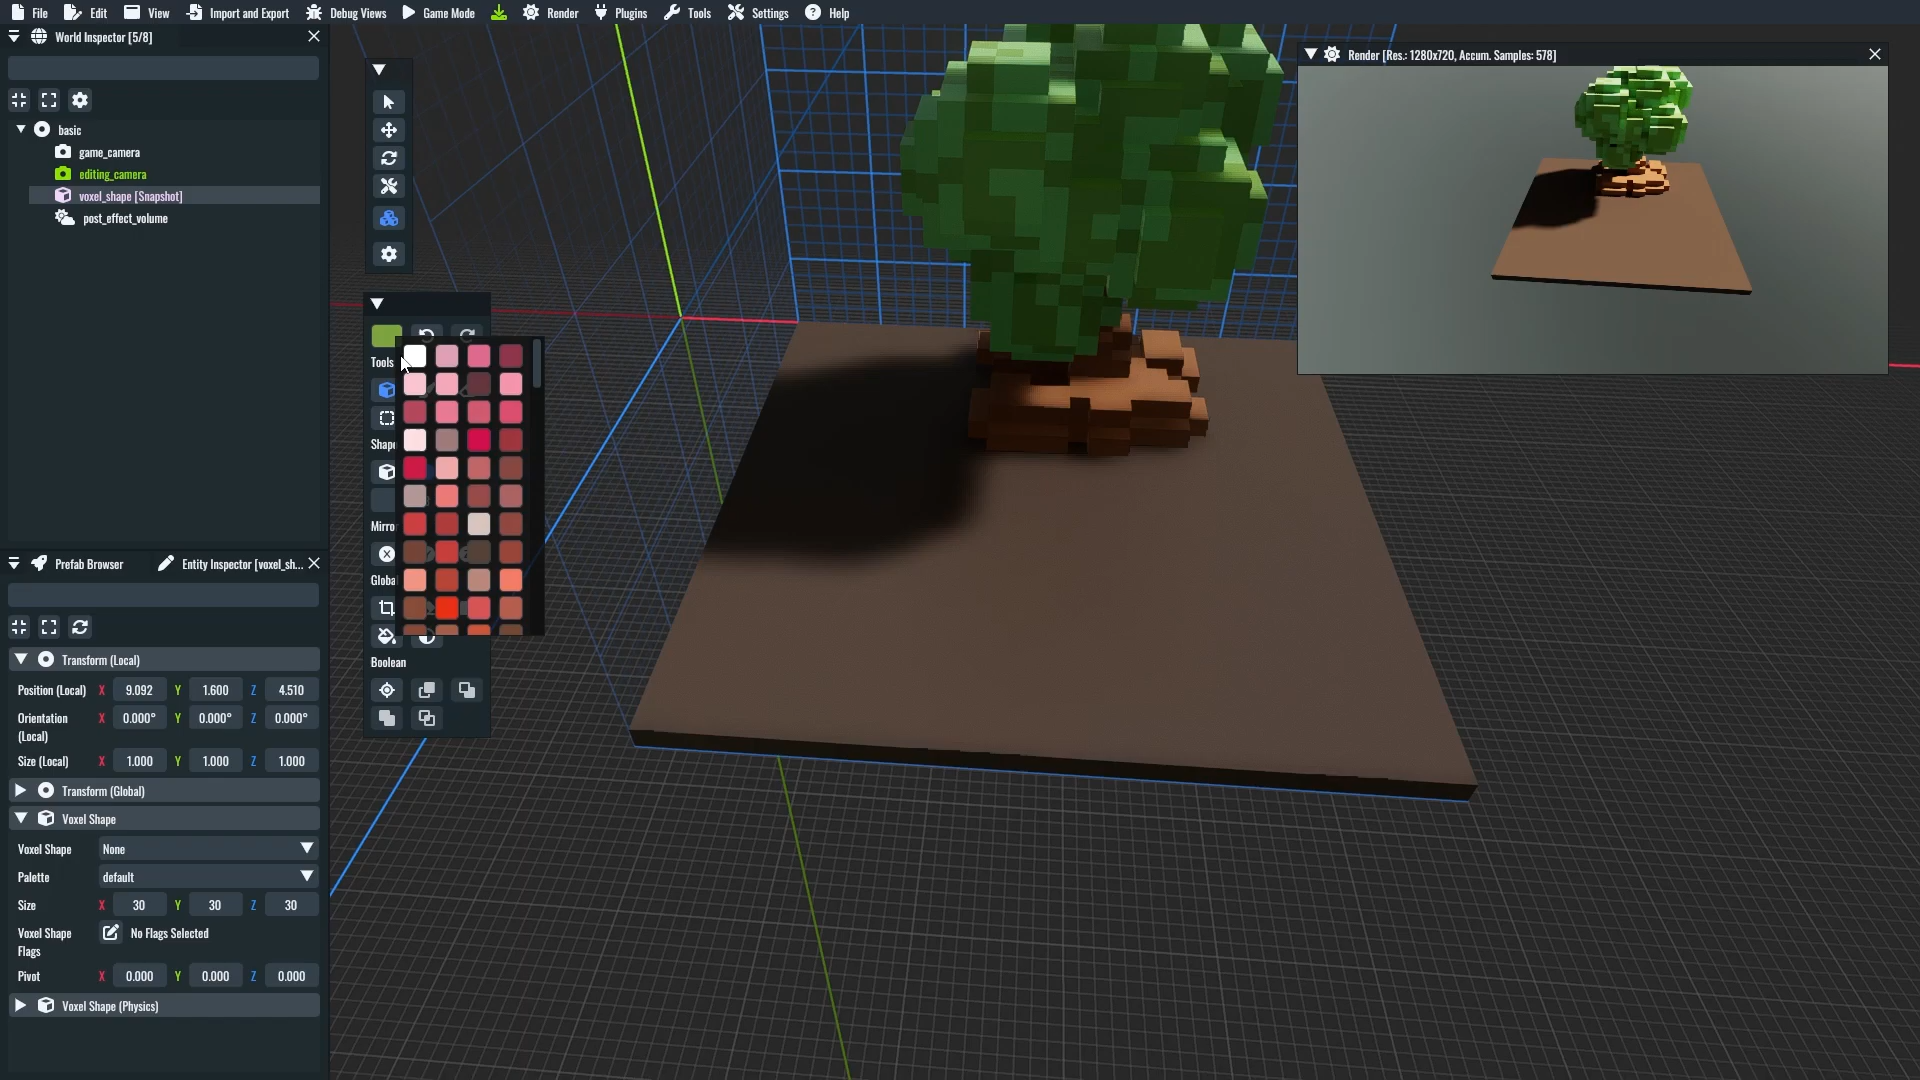 File Edit View Import and Export Debug Views Game Mode Render Plugins Tools Settings Help
World Inspector [5/8]
basic
game_camera
editing_camera
voxel_shape [Snapshot]
post_effect_volume
Prefab Browser Entity Inspector [voxel_sh...
Transform (Local)
Position (Local) X 9.092 Y 1.600 Z 4.510
Orientation (Local) X 0.000° Y 0.000° Z 0.000°
Size (Local) X 1.000 Y 1.000 Z 1.000
Transform (Global)
Voxel Shape
Voxel Shape None
Palette default
Size X 30 Y 30 Z 30
Voxel Shape Flags No Flags Selected
Pivot X 0.000 Y 0.000 Z 0.000
Voxel Shape (Physics)
Tools
Shape
Mirro
Globa
Boolean
Render [Res.: 1280x720, Accum. Samples: 578]